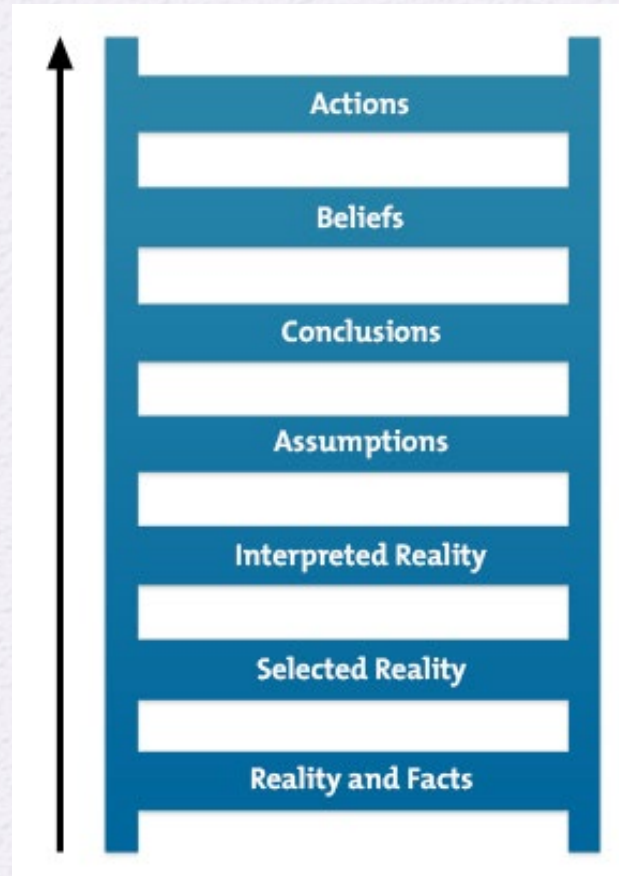 Actions
Beliefs
Conclusions
Assumptions
Interpreted Reality
Selected Reality
Reality and Facts